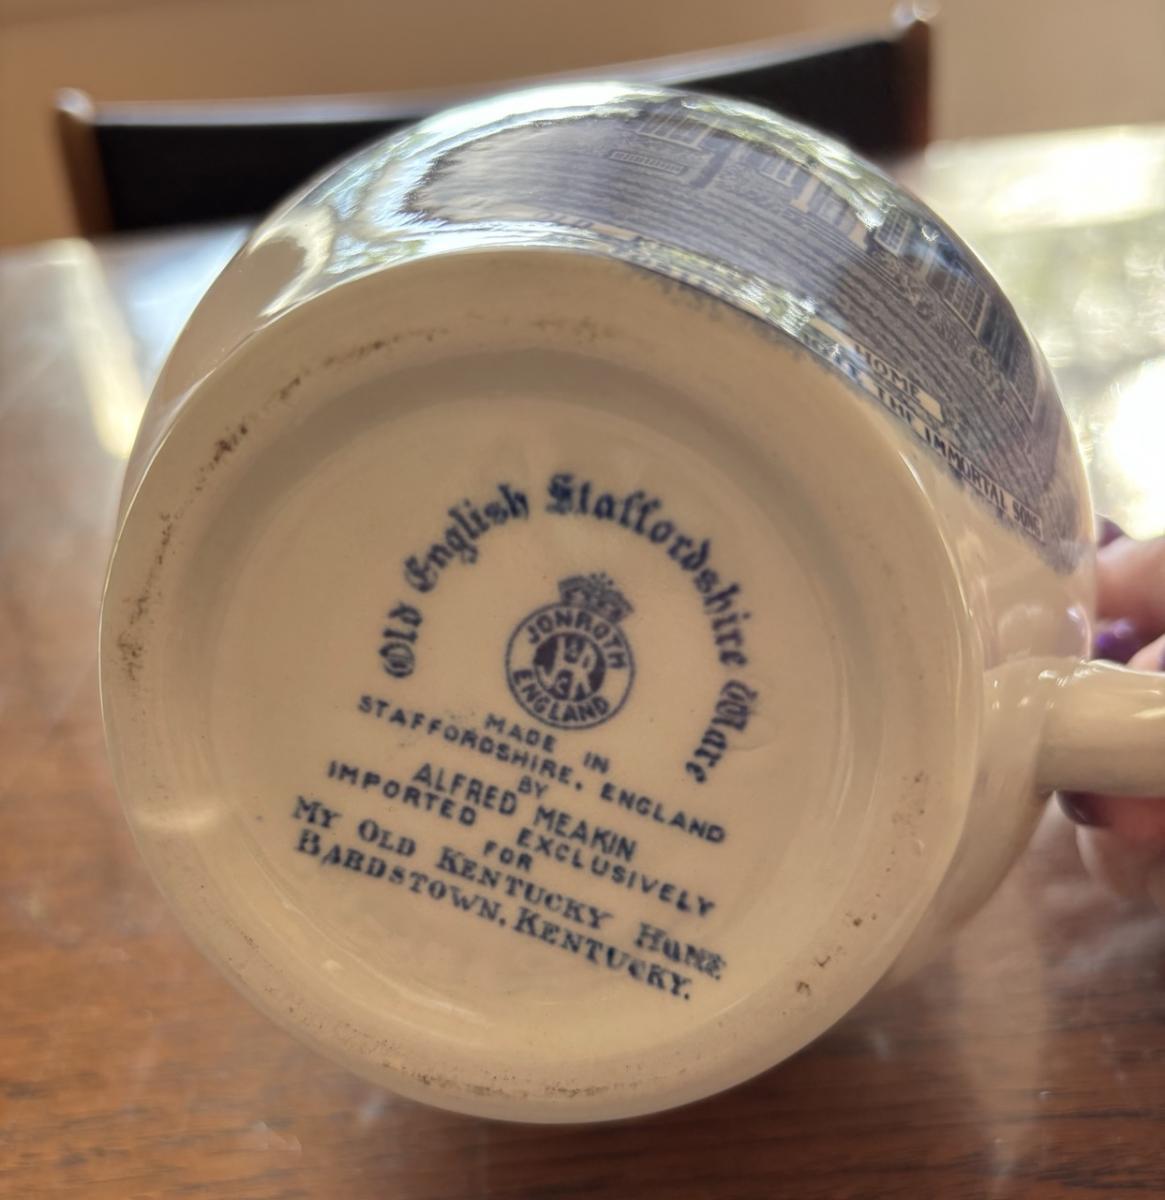 HOME
THE IMMORTAL SONG
Old English Staffordshire Ware
JONROTH
ENGLAND
MADE IN
STAFFORDSHIRE, ENGLAND
BY
ALFRED MEAKIN
IMPORTED EXCLUSIVELY
FOR
MY OLD KENTUCKY HOME
BARDSTOWN, KENTUCKY.